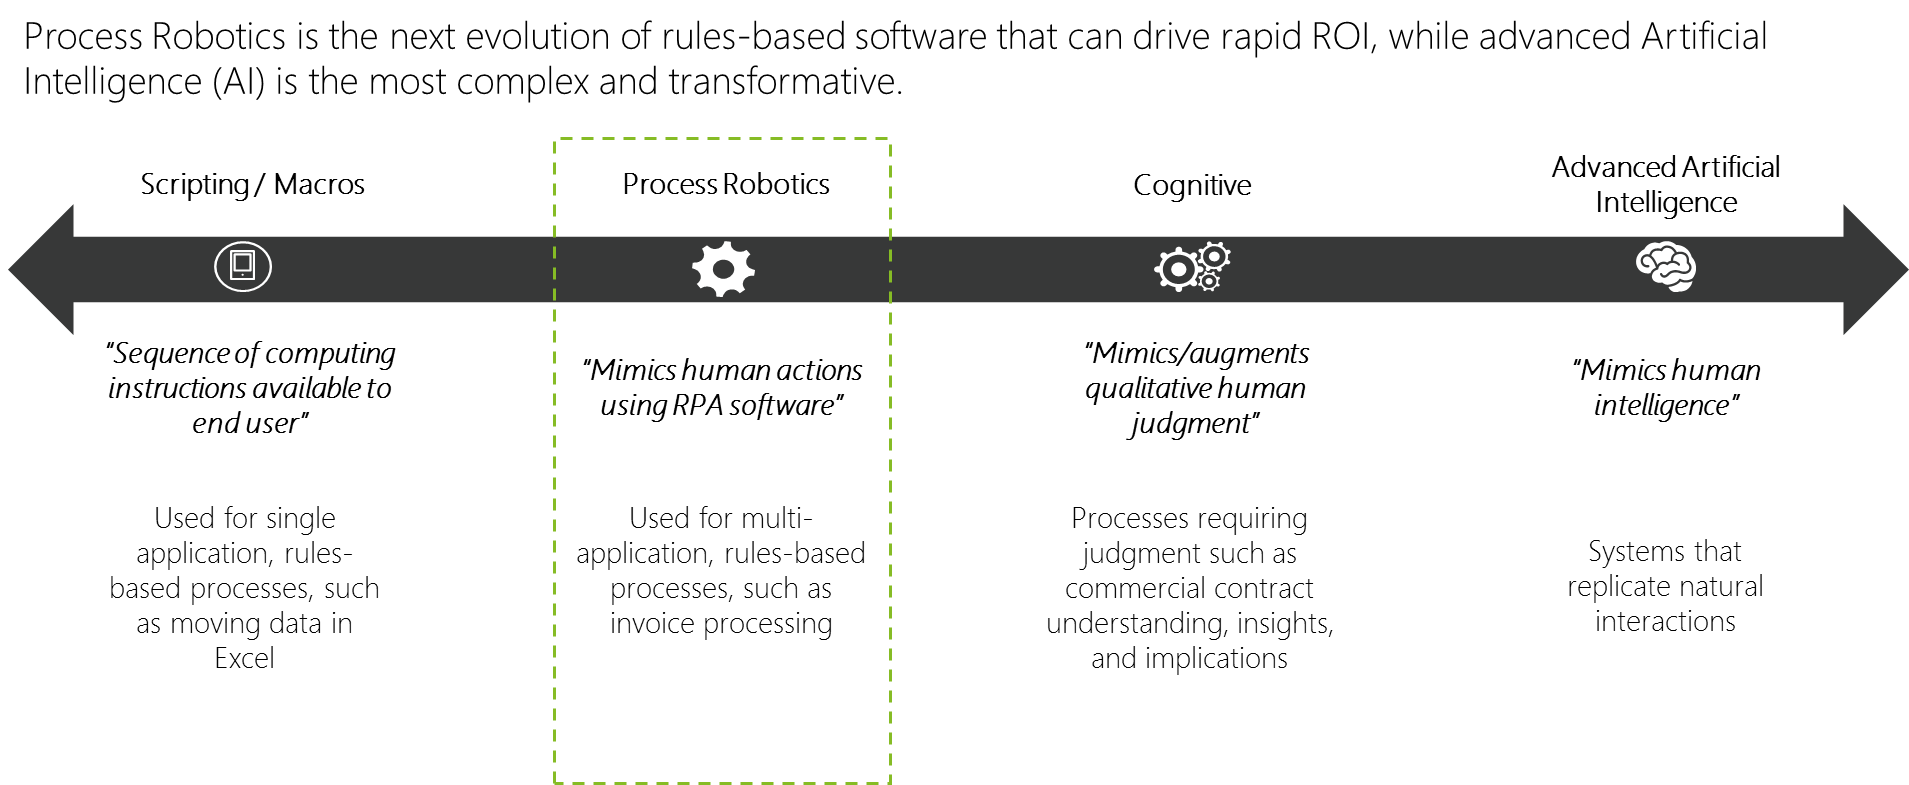 Process Robotics is the next evolution of rules-based software that can drive rapid ROI, while advanced Artificial
Intelligence (AI) is the most complex and transformative.
Scripting / Macros
"Sequence of computing
instructions available to
end user"
Used for single
application, rules-
based processes, such
as moving data in
Excel
Process Robotics
"Mimics human actions
using RPA software"
Used for multi-
application, rules-based
processes, such as
invoice processing
Cognitive
"Mimics/augments
qualitative human
judgment"
Processes requiring
judgment such as
commercial contract
understanding, insights,
and implications
Advanced Artificial
Intelligence
"Mimics human
intelligence"
Systems that
replicate natural
interactions